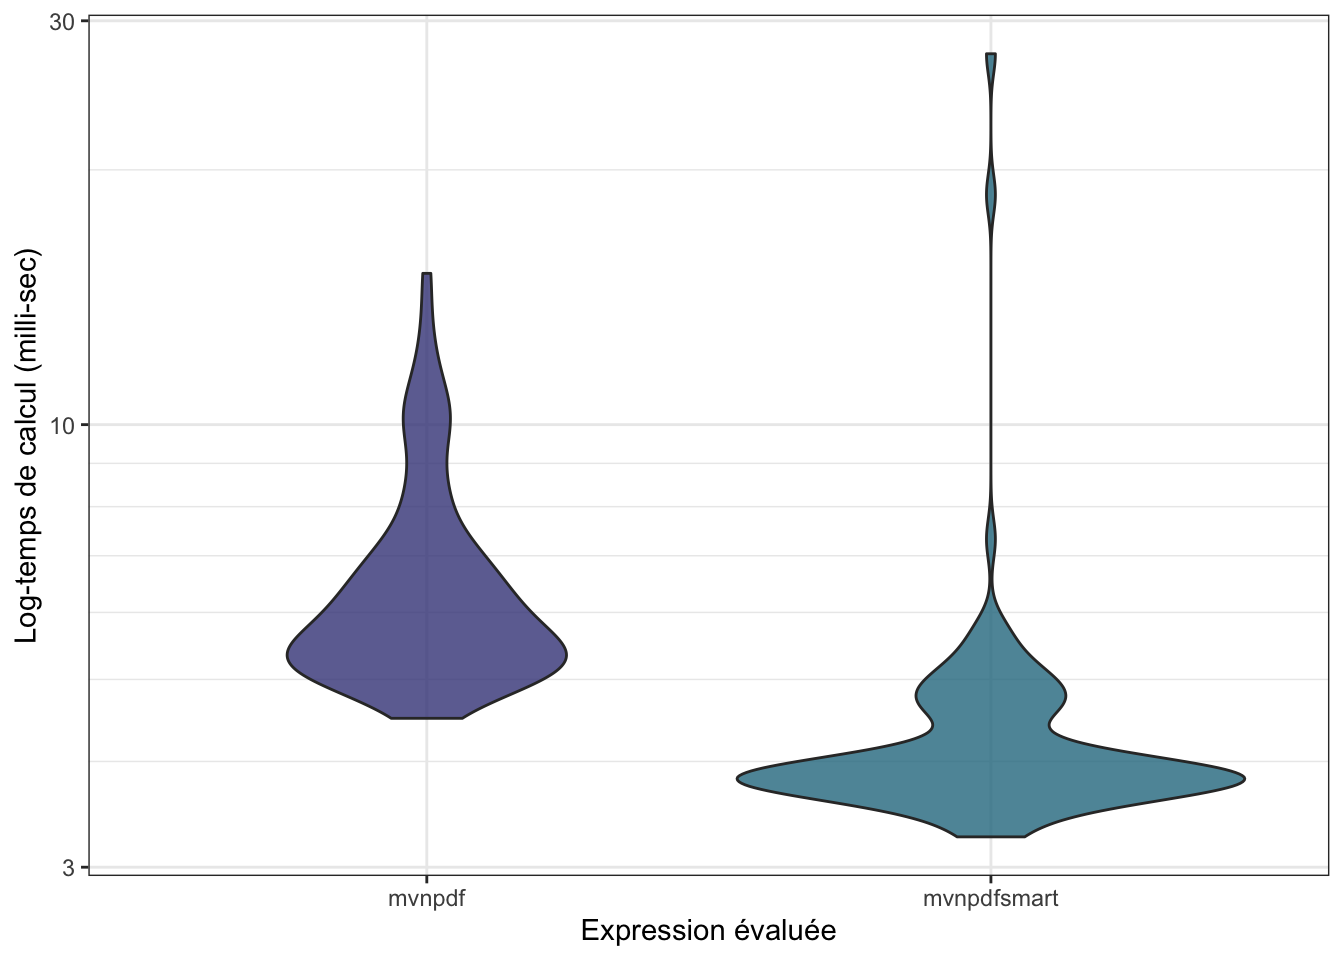 30
10
3
Log-temps de calcul (milli-sec)
mvnpdf
mvnpdfsmart
Expression évaluée